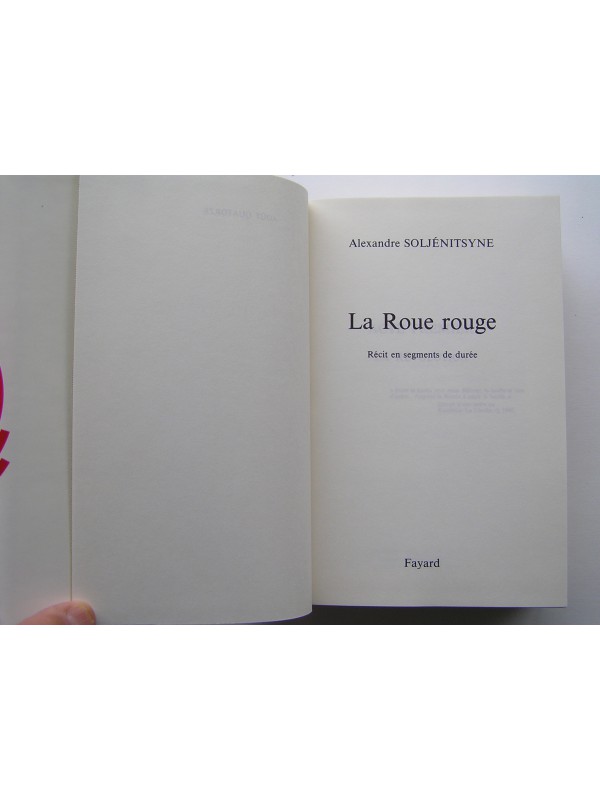 Alexandre SOLJÉNITSYNE
La Roue rouge
Récit en segments de durée
Fayard